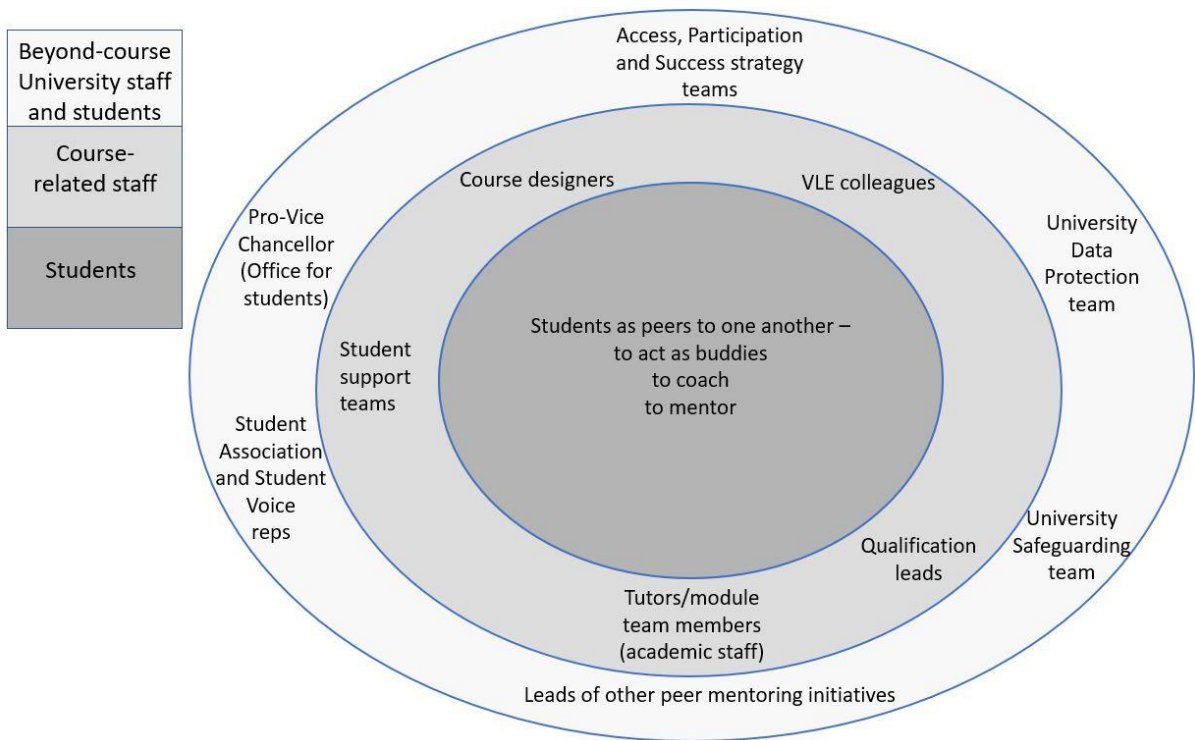 Beyond-course
University staff
and students
Course-
related staff
Students
Access, Participation
and Success strategy
teams
Course designers
VLE colleagues
Pro-Vice
Chancellor
(Office for
students)
University
Data
Protection
team
Students as peers to one another –
to act as buddies
to coach
to mentor
Student
support
teams
Student
Association
and Student
Voice
reps
Qualification
leads
University
Safeguarding
team
Tutors/module
team members
(academic staff)
Leads of other peer mentoring initiatives